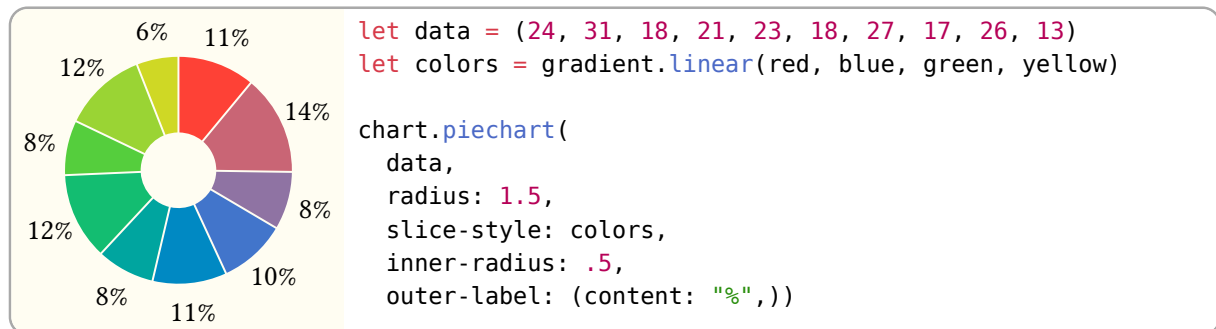 6%
11%
12%
14%
8%
8%
12%
10%
8%
11%
let data = (24, 31, 18, 21, 23, 18, 27, 17, 26, 13)
let colors = gradient.linear(red, blue, green, yellow)
chart.piechart(
  data,
  radius: 1.5,
  slice-style: colors,
  inner-radius: .5,
  outer-label: (content: "%",))